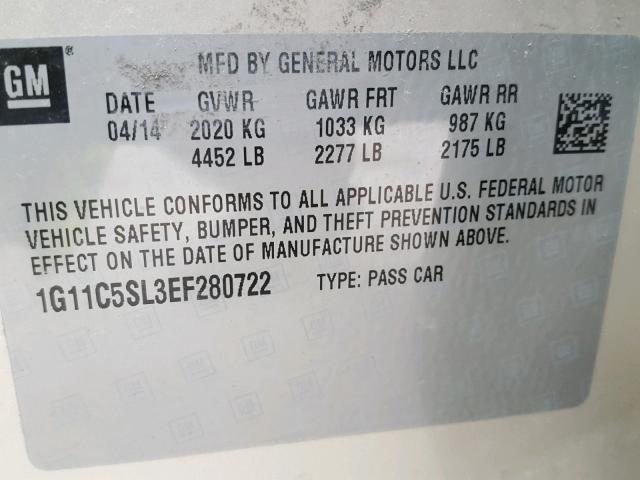 GM
MFD BY GENERAL MOTORS LLC
DATE GVWR GAWR FRT GAWR RR
04/14 2020 KG 1033 KG 987 KG
4452 LB 2277 LB 2175 LB
THIS VEHICLE CONFORMS TO ALL APPLICABLE U.S. FEDERAL MOTOR
VEHICLE SAFETY, BUMPER, AND THEFT PREVENTION STANDARDS IN
EFFECT ON THE DATE OF MANUFACTURE SHOWN ABOVE.
1G11C5SL3EF280722 TYPE: PASS CAR